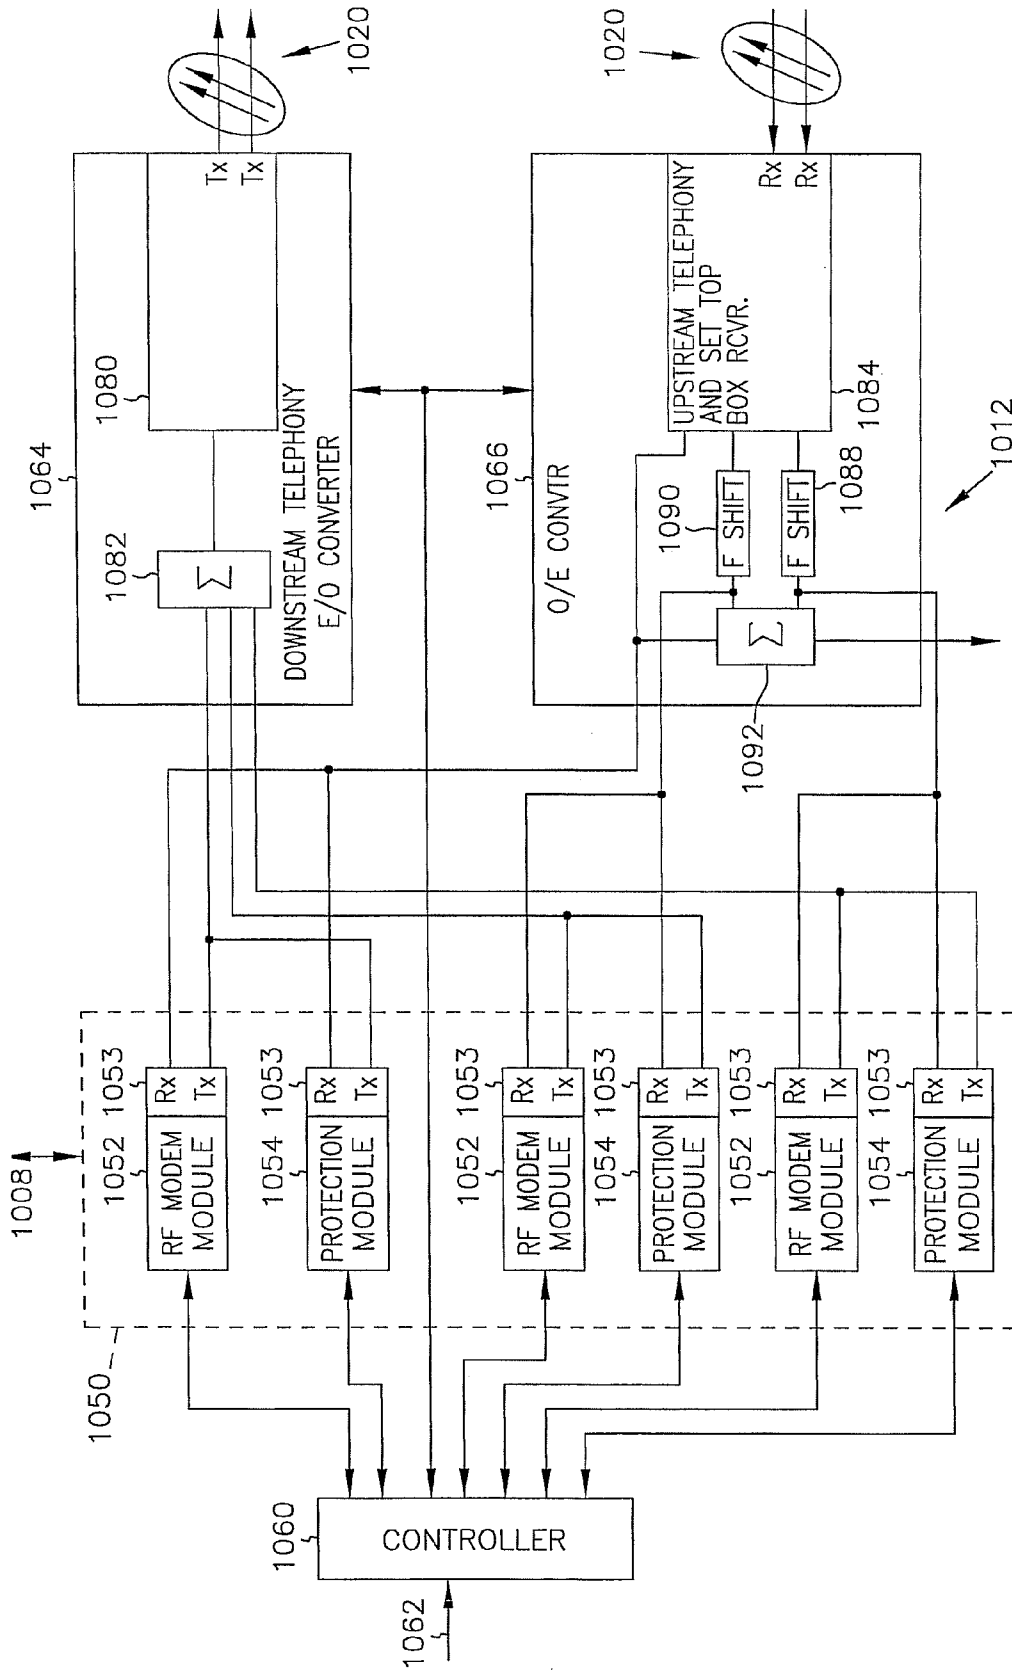 1020
1020
Tx
Tx
1064
1080
1082
Σ
DOWNSTREAM TELEPHONY
E/O CONVERTER
1066
O/E CONVTR
UPSTREAM TELEPHONY
AND SET TOP
BOX RCVR.
Rx
Rx
1084
1090
F SHIFT
1088
F SHIFT
Σ
1092
1012
1008
1050
1052
1053
RF MODEM
MODULE
Rx
Tx
1054
1053
PROTECTION
MODULE
Rx
Tx
1052
1053
RF MODEM
MODULE
Rx
Tx
1054
1053
PROTECTION
MODULE
Rx
Tx
1052
1053
RF MODEM
MODULE
Rx
Tx
1054
1053
PROTECTION
MODULE
Rx
Tx
1060
CONTROLLER
1062